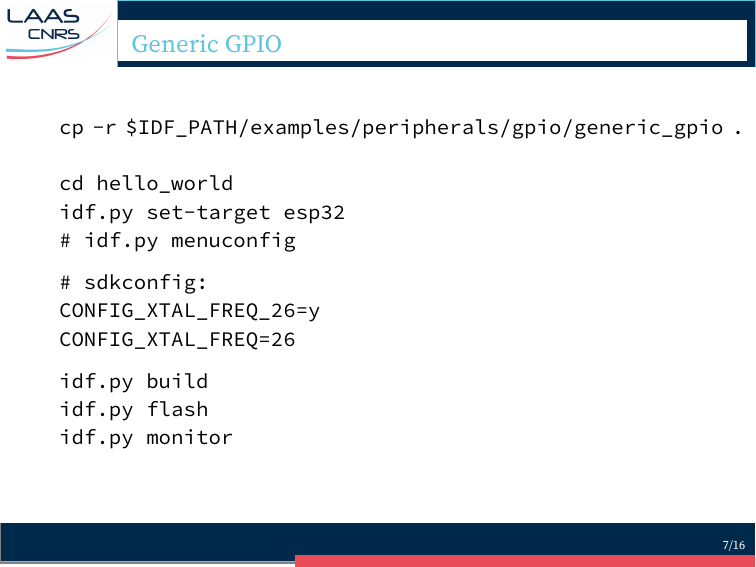 LAAS
CNRS
Generic GPIO
cp -r $IDF_PATH/examples/peripherals/gpio/generic_gpio .
cd hello_world
idf.py set-target esp32
# idf.py menuconfig
# sdkconfig:
CONFIG_XTAL_FREQ_26=y
CONFIG_XTAL_FREQ=26
idf.py build
idf.py flash
idf.py monitor
7/16